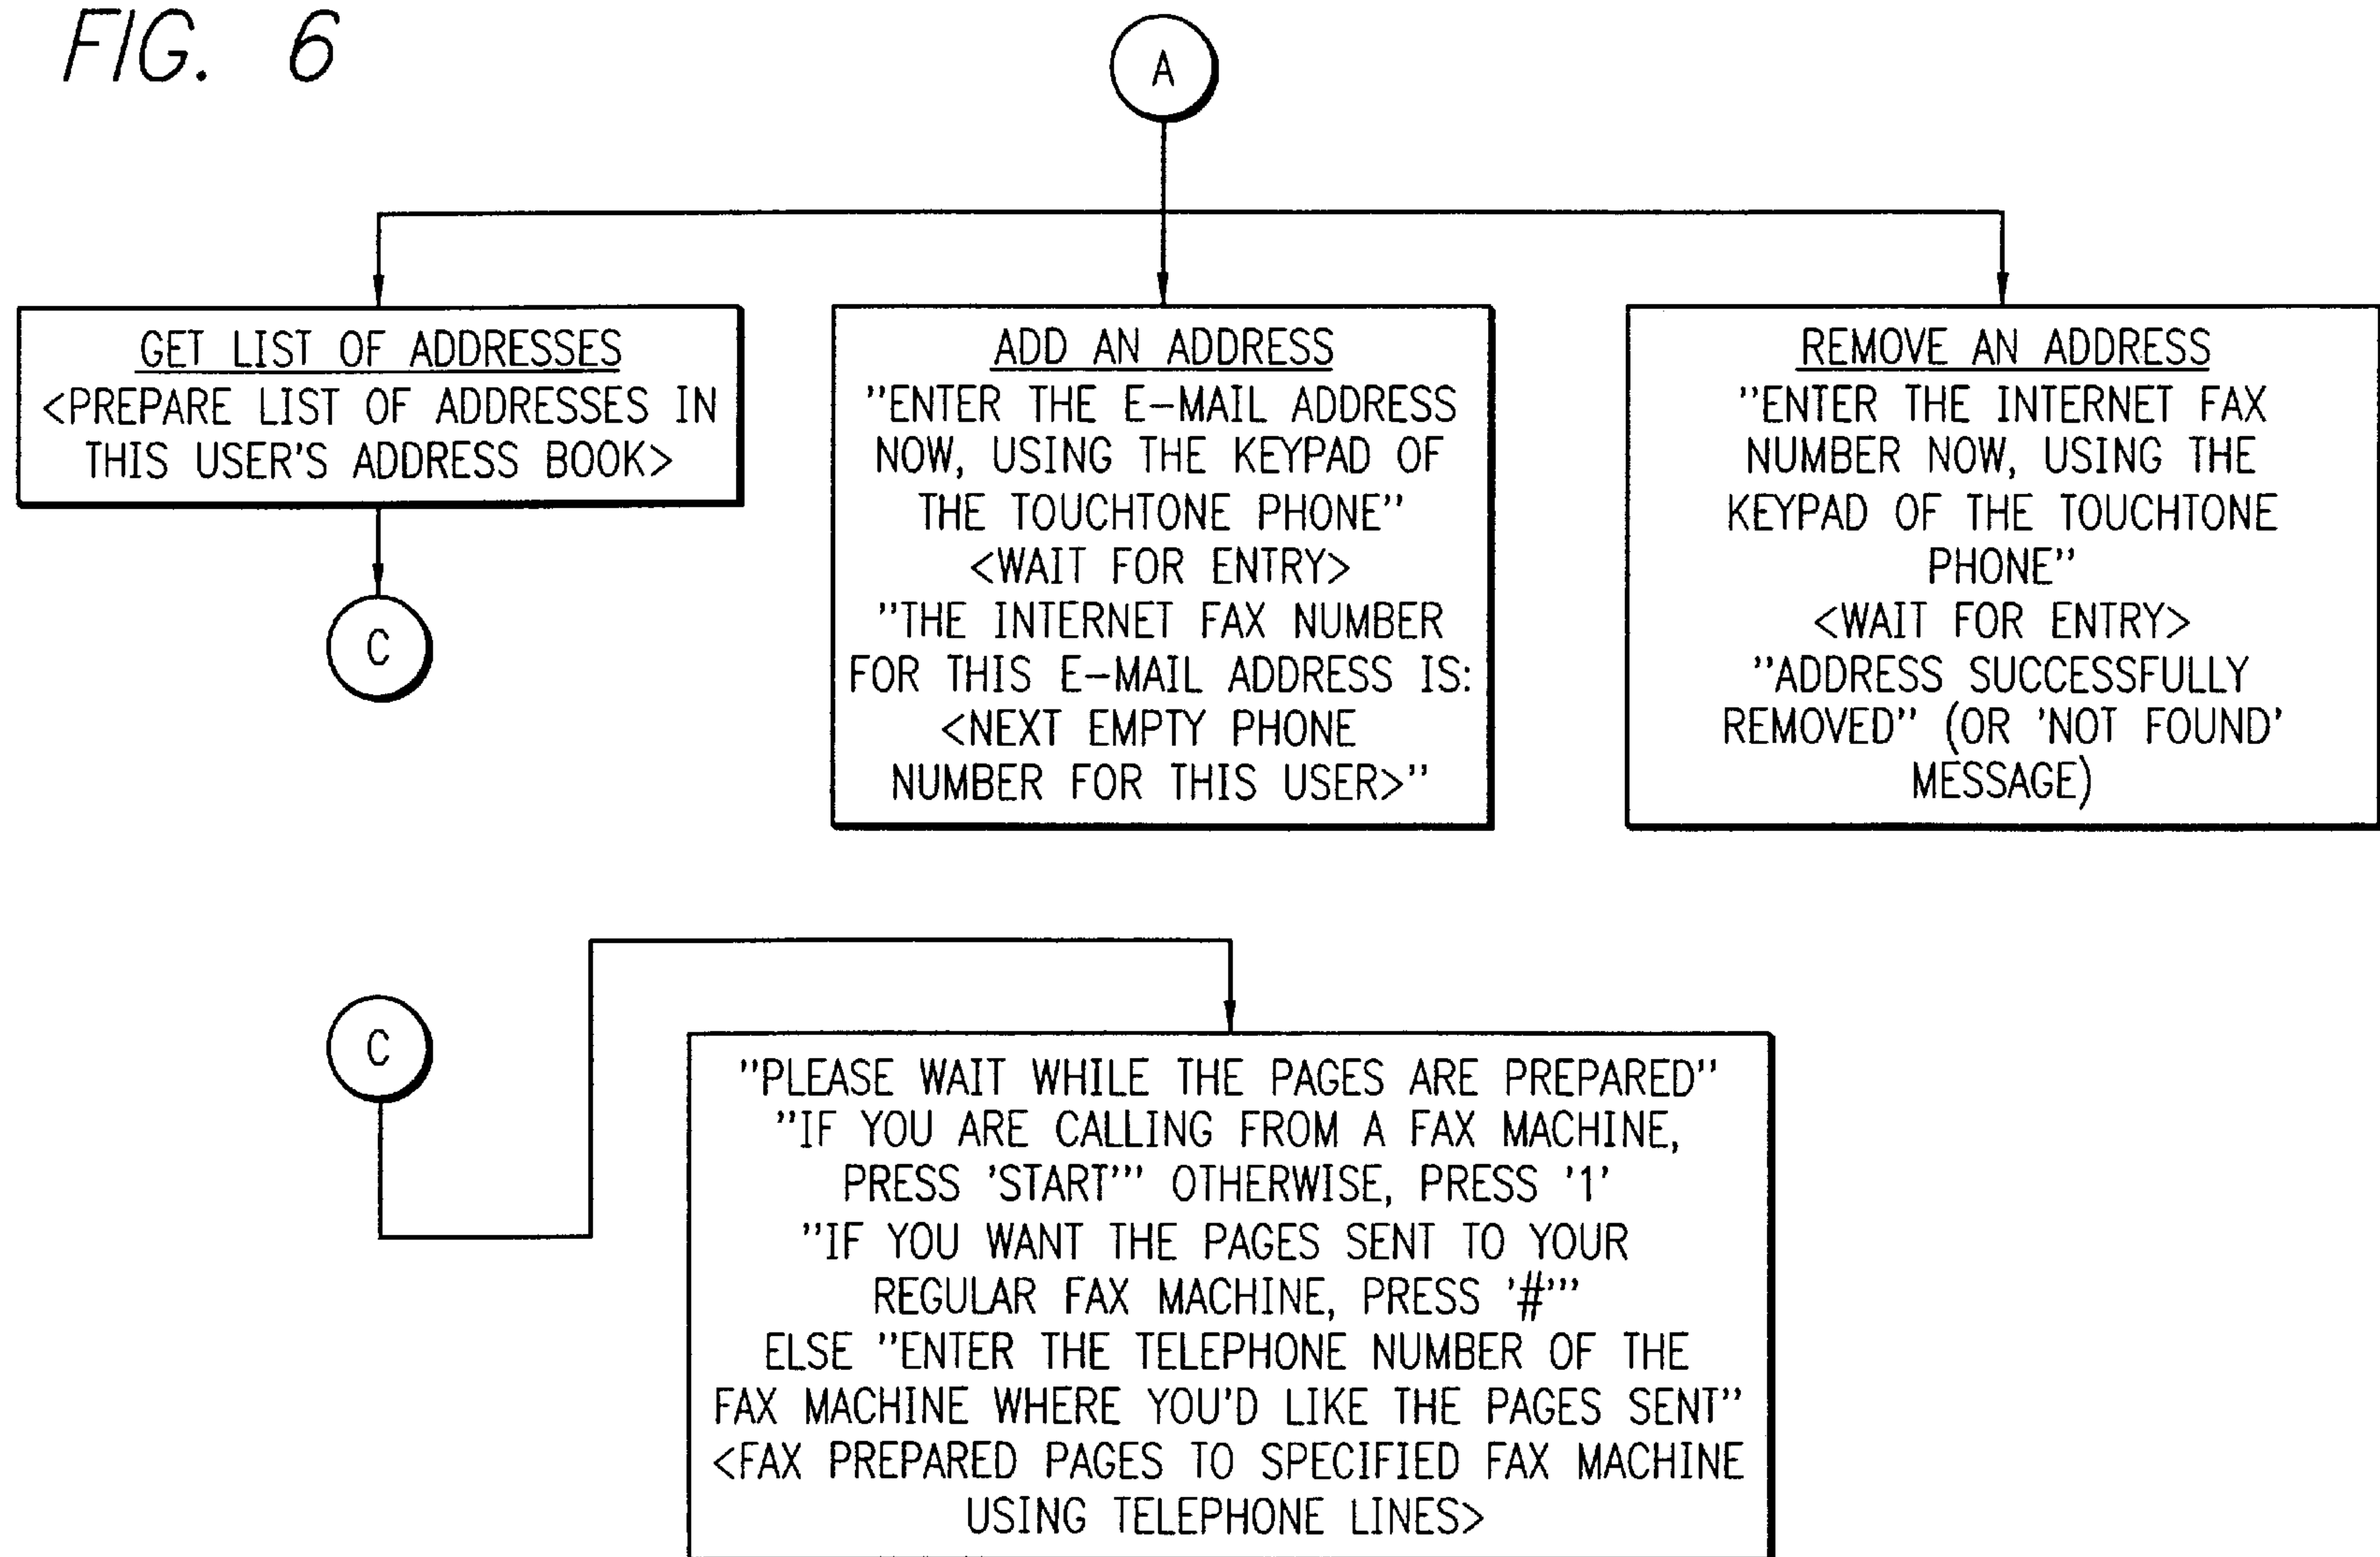 FIG. 6
A
GET LIST OF ADDRESSES
<PREPARE LIST OF ADDRESSES IN
THIS USER'S ADDRESS BOOK>
C
ADD AN ADDRESS
"ENTER THE E-MAIL ADDRESS
NOW, USING THE KEYPAD OF
THE TOUCHTONE PHONE"
<WAIT FOR ENTRY>
"THE INTERNET FAX NUMBER
FOR THIS E-MAIL ADDRESS IS:
<NEXT EMPTY PHONE
NUMBER FOR THIS USER>"
REMOVE AN ADDRESS
"ENTER THE INTERNET FAX
NUMBER NOW, USING THE
KEYPAD OF THE TOUCHTONE
PHONE"
<WAIT FOR ENTRY>
"ADDRESS SUCCESSFULLY
REMOVED" (OR 'NOT FOUND'
MESSAGE)
C
"PLEASE WAIT WHILE THE PAGES ARE PREPARED"
"IF YOU ARE CALLING FROM A FAX MACHINE,
PRESS 'START'" OTHERWISE, PRESS '1'
"IF YOU WANT THE PAGES SENT TO YOUR
REGULAR FAX MACHINE, PRESS '#'"
ELSE "ENTER THE TELEPHONE NUMBER OF THE
FAX MACHINE WHERE YOU'D LIKE THE PAGES SENT"
<FAX PREPARED PAGES TO SPECIFIED FAX MACHINE
USING TELEPHONE LINES>